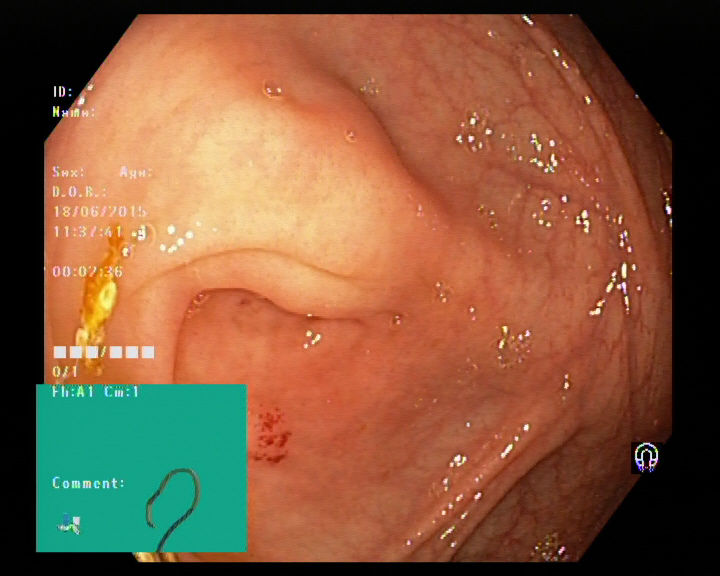 ID:
Name:
Sex: Age:
D.O.B.:
18/06/2015
11:37:41
00:02:36
■■■/■■■
0/1
Ph:A1 Cm:1
Comment: